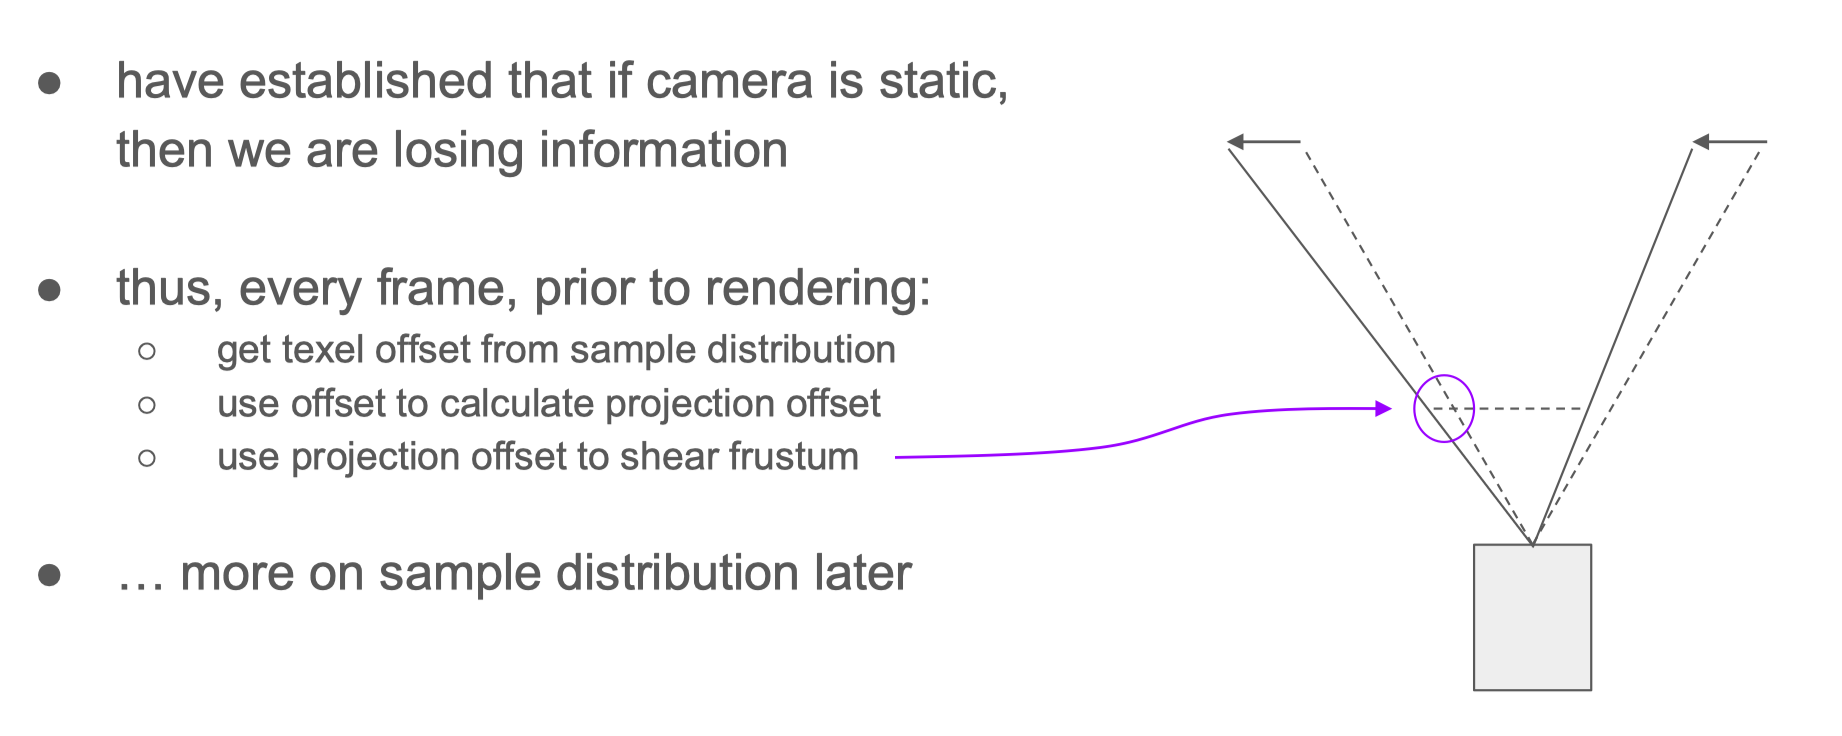 ● have established that if camera is static,
then we are losing information
● thus, every frame, prior to rendering:
○ get texel offset from sample distribution
○ use offset to calculate projection offset
○ use projection offset to shear frustum
● … more on sample distribution later